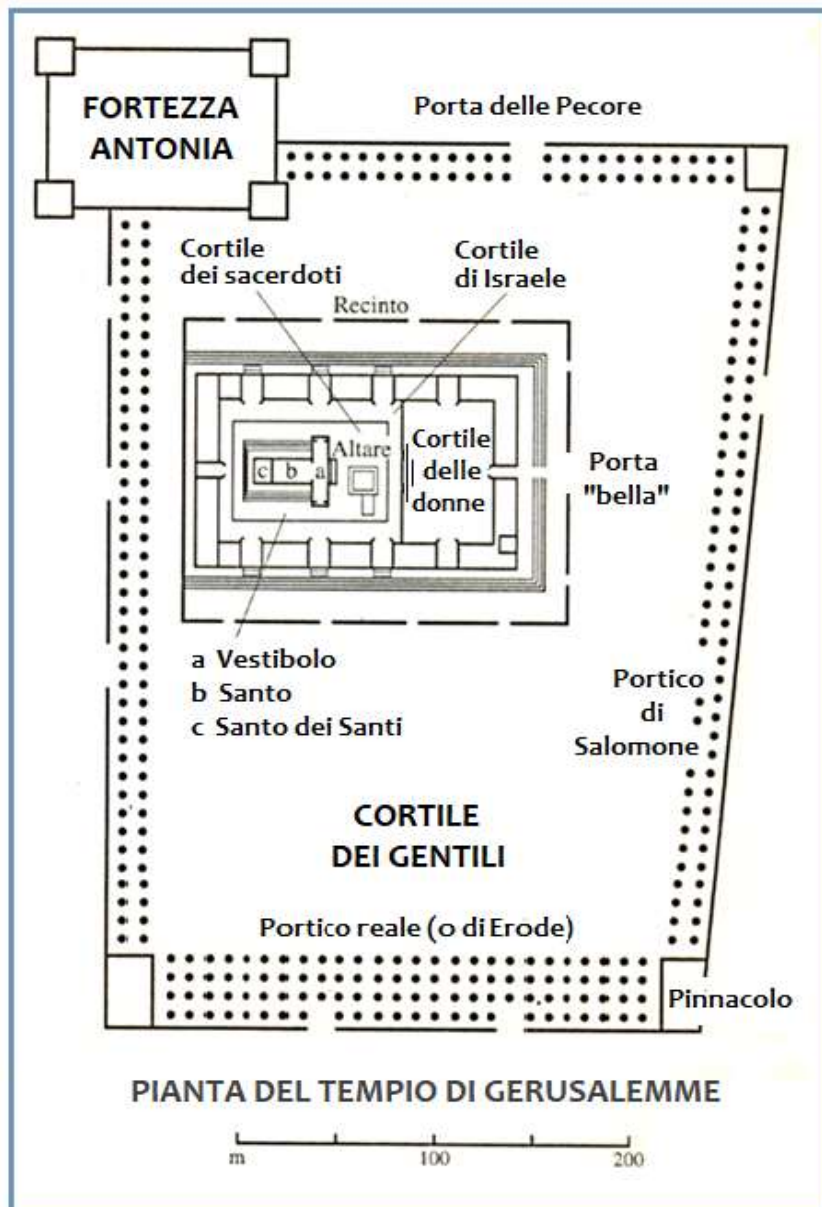 FORTEZZA
ANTONIA
Porta delle Pecore
Cortile
dei sacerdoti
Cortile
di Israele
Recinto
Altare
c b a
Cortile
delle
donne
Porta
"bella"
a Vestibolo
b Santo
c Santo dei Santi
Portico
di
Salomone
CORTILE
DEI GENTILI
Portico reale (o di Erode)
Pinnacolo
PIANTA DEL TEMPIO DI GERUSALEMME
m 100 200